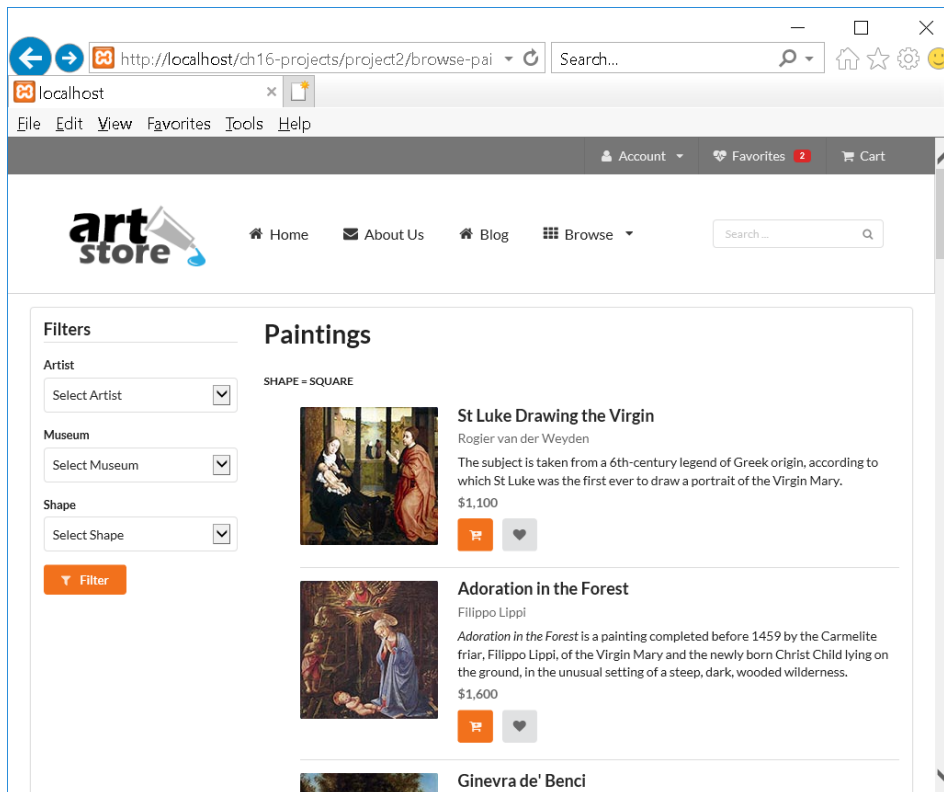 http://localhost/ch16-projects/project2/browse-pai
Search...
localhost
File Edit View Favorites Tools Help
Account Favorites 2 Cart
art
store
Home About Us Blog Browse
Search ...
Filters
Artist
Select Artist
Museum
Select Museum
Shape
Select Shape
Filter
Paintings
SHAPE = SQUARE
St Luke Drawing the Virgin
Rogier van der Weyden
The subject is taken from a 6th-century legend of Greek origin, according to
which St Luke was the first ever to draw a portrait of the Virgin Mary.
$1,100
Adoration in the Forest
Filippo Lippi
Adoration in the Forest is a painting completed before 1459 by the Carmelite
friar, Filippo Lippi, of the Virgin Mary and the newly born Christ Child lying on
the ground, in the unusual setting of a steep, dark, wooded wilderness.
$1,600
Ginevra de' Benci